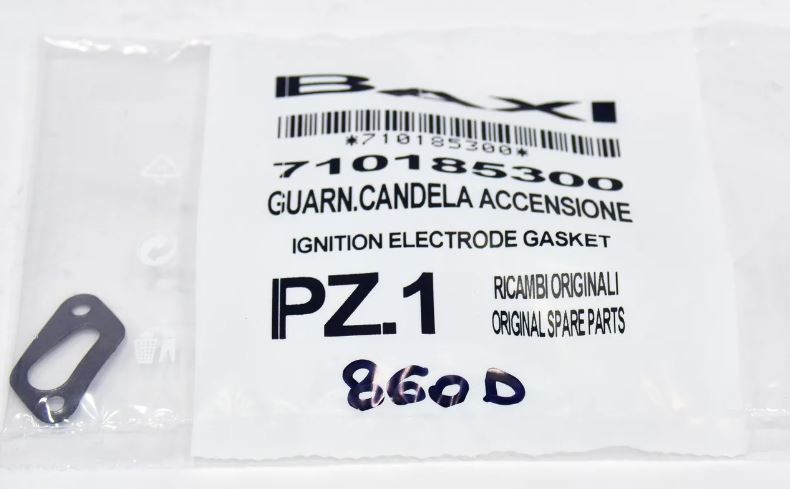 BAXI
*710185300*
710185300
GUARN.CANDELA ACCENSIONE
IGNITION ELECTRODE GASKET
PZ.1
RICAMBI ORIGINALI
ORIGINAL SPARE PARTS
860D